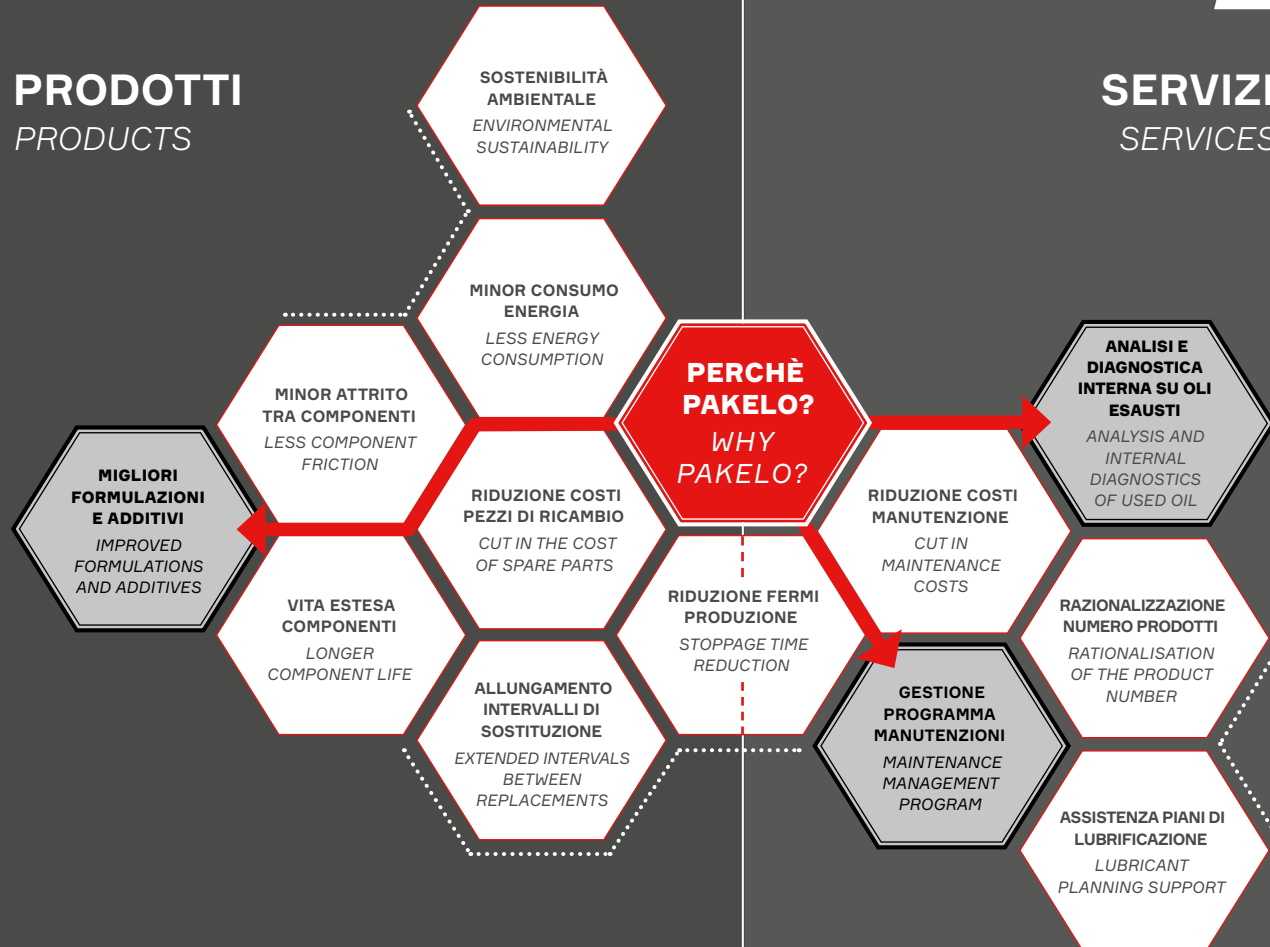 PRODOTTI
PRODUCTS
SERVIZI
SERVICES
SOSTENIBILITÀ
AMBIENTALE
ENVIRONMENTAL
SUSTAINABILITY
MINOR CONSUMO
ENERGIA
LESS ENERGY
CONSUMPTION
MINOR ATTRITO
TRA COMPONENTI
LESS COMPONENT
FRICTION
MIGLIORI
FORMULAZIONI
E ADDITIVI
IMPROVED
FORMULATIONS
AND ADDITIVES
VITA ESTESA
COMPONENTI
LONGER
COMPONENT LIFE
RIDUZIONE COSTI
PEZZI DI RICAMBIO
CUT IN THE COST
OF SPARE PARTS
ALLUNGAMENTO
INTERVALLI DI
SOSTITUZIONE
EXTENDED INTERVALS
BETWEEN
REPLACEMENTS
PERCHÈ
PAKELO?
WHY
PAKELO?
RIDUZIONE FERMI
PRODUZIONE
STOPPAGE TIME
REDUCTION
RIDUZIONE COSTI
MANUTENZIONE
CUT IN
MAINTENANCE
COSTS
GESTIONE
PROGRAMMA
MANUTENZIONI
MAINTENANCE
MANAGEMENT
PROGRAM
ANALISI E
DIAGNOSTICA
INTERNA SU OLI
ESAUSTI
ANALYSIS AND
INTERNAL
DIAGNOSTICS
OF USED OIL
RAZIONALIZZAZIONE
NUMERO PRODOTTI
RATIONALISATION
OF THE PRODUCT
NUMBER
ASSISTENZA PIANI DI
LUBRIFICAZIONE
LUBRICANT
PLANNING SUPPORT